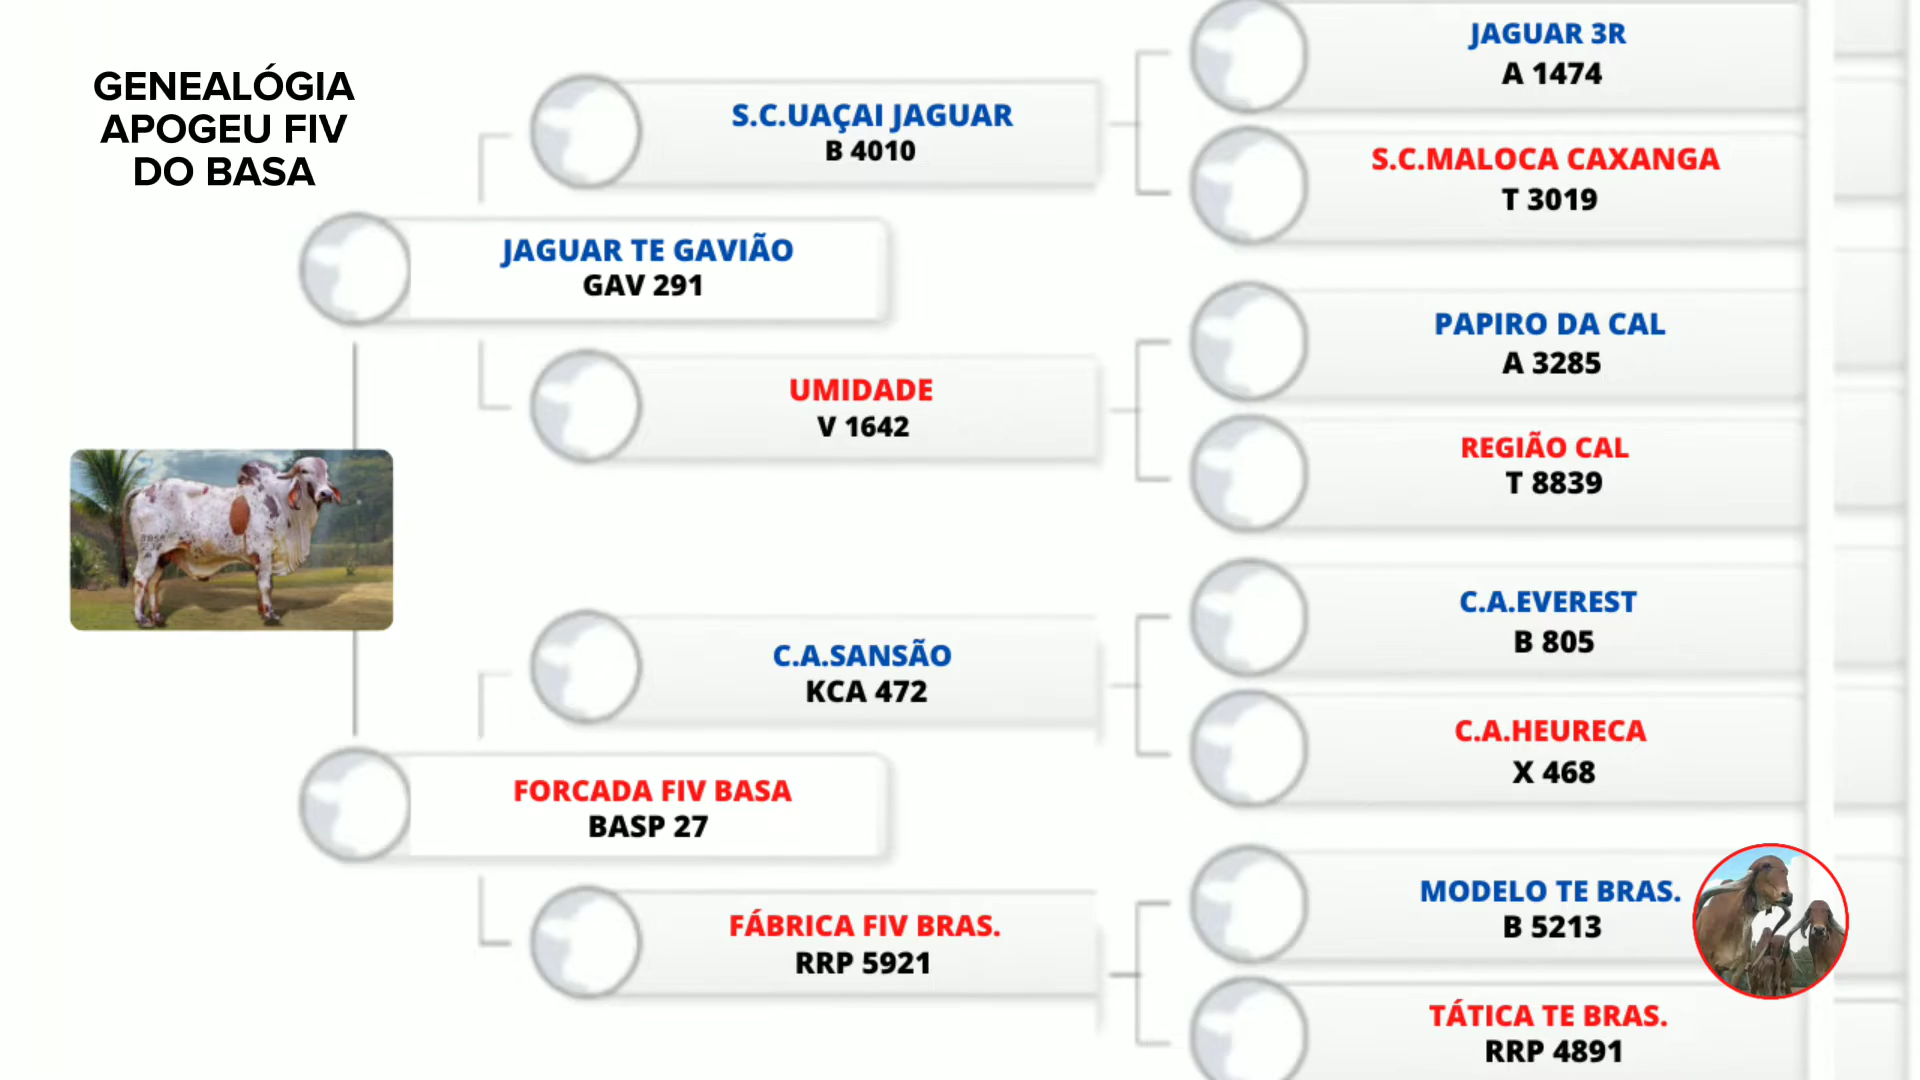 GENEALÓGIA
APOGEU FIV
DO BASA
JAGUAR TE GAVIÃO
GAV 291
FORCADA FIV BASA
BASP 27
S.C.UAÇAI JAGUAR
B 4010
UMIDADE
V 1642
C.A.SANSÃO
KCA 472
FÁBRICA FIV BRAS.
RRP 5921
JAGUAR 3R
A 1474
S.C.MALOCA CAXANGA
T 3019
PAPIRO DA CAL
A 3285
REGIÃO CAL
T 8839
C.A.EVEREST
B 805
C.A.HEURECA
X 468
MODELO TE BRAS.
B 5213
TÁTICA TE BRAS.
RRP 4891